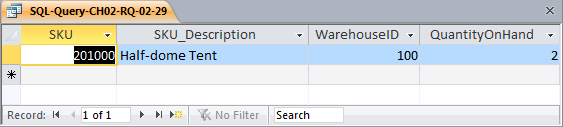 SQL-Query-CH02-RQ-02-29
SKU SKU_Description WarehouseID QuantityOnHand
201000 Half-dome Tent 100 2
Record: 1 of 1 No Filter Search